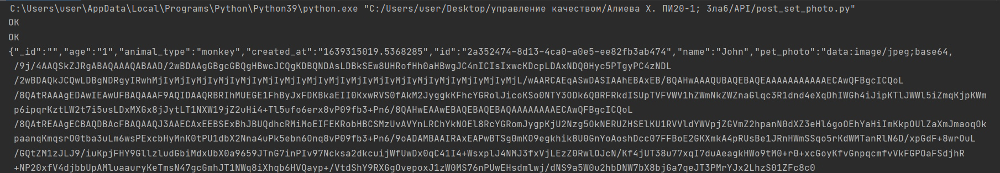 C:\Users\user\AppData\Local\Programs\Python\Python39\python.exe "C:/Users/user/Desktop/управление качеством/Алиева Х. ПИ20-1; 3лаб/API/post_set_photo.py"
OK
OK
{"_id":"","age":"1","animal_type":"monkey","created_at":"1639315019.5368285","id":"2a352474-8d13-4ca0-a0e5-ee82fb3ab474","name":"John","pet_photo":"data:image/jpeg;base64,
/9j/4AAQSkZJRgABAQAAAQABAAD/2wBDAAgGBgcGBQgHBwcJCQgKDBQNDAsLDBkSEw8UHRofHh0aHBwgJC4nICIsIxwcKDcpLDAxNDQ0Hyc5PTgyPC4zNDL
/2wBDAQkJCQwLDBgNDRgyIRwhMjIyMjIyMjIyMjIyMjIyMjIyMjIyMjIyMjIyMjIyMjIyMjIyMjIyMjIyMjIyMjIyMjIyMjL/wAARCAEqASwDASIAAhEBAxEB/8QAHwAAAQUBAQEBAQEAAAAAAAAAAAECAwQFBgcICQoL
/8QAtRAAAgEDAwIEAwUFBAQAAAF9AQIDAAQRBRIhMUEGE1FhByJxFDKBkaEII0KxwRVS0fAkM2JyggkKFhcYGRolJicoKSo0NTY3ODk6Q0RFRkdISUpTVFVWV1hZWmNkZWZnaGlqc3R1dnd4eXqDhIWGh4iJipKTlJWWl5iZmqKjpKWm
p6ipqrKztLW2t7i5usLDxMXGx8jJytLT1NXW19jZ2uHi4+Tl5ufo6erx8vP09fb3+Pn6/8QAHwEAAwEBAQEBAQEBAQAAAAAAAAECAwQFBgcICQoL
/8QAtREAAgECBAQDBAcFBAQAAQJ3AAECAxEEBSExBhJBUQdhcRMiMoEIFEKRobHBCSMzUvAVYnLRChYkNOEl8RcYGRomJygpKjU2Nzg5OkNERUZHSElKU1RVVldYWVpjZGVmZ2hpanN0dXZ3eHl6goOEhYaHiImKkpOUlZaXmJmaoqOk
paanqKmqsrO0tba3uLm6wsPExcbHyMnK0tPU1dbX2Nna4uPk5ebn6Onq8vP09fb3+Pn6/9oADAMBAAIRAxEAPwBTSg0mKO9egkhik8U0GnYoAoshDcc07FFBoE2GKXmkA4pRUsBe1JRnHWmSSqo5rKdWMTanRlN6D/xpGdF+8wrOuL
/GQtZM1zJLJ9/iuKpjFHY9GllzludGbiMdxUbX0a9659JTnG7inPIv97Ncksa2dkcuijWfUwDx0qC41I4+WsxplJ4NMJ3fxVjLEzZ0RwlOJcN/Kf4jUT38u77xqI7duAeagkHWo9tM0+r0+xcGoyKfvGnpqcmfvVkFGPOaFSdjhR
+NP20xfV4djbbUpAMluaauryKeTmsN47gcGmhJT1NWq8iXhqb6HVQayp+/VtdShY9RXGgOvepoxJ1zW0MS76nPUwEHsdmlwj/dNS9a5W0u2hbDNW7bX8bjGa7qeJT3PMrYJx2LhzS01ZFc8c0